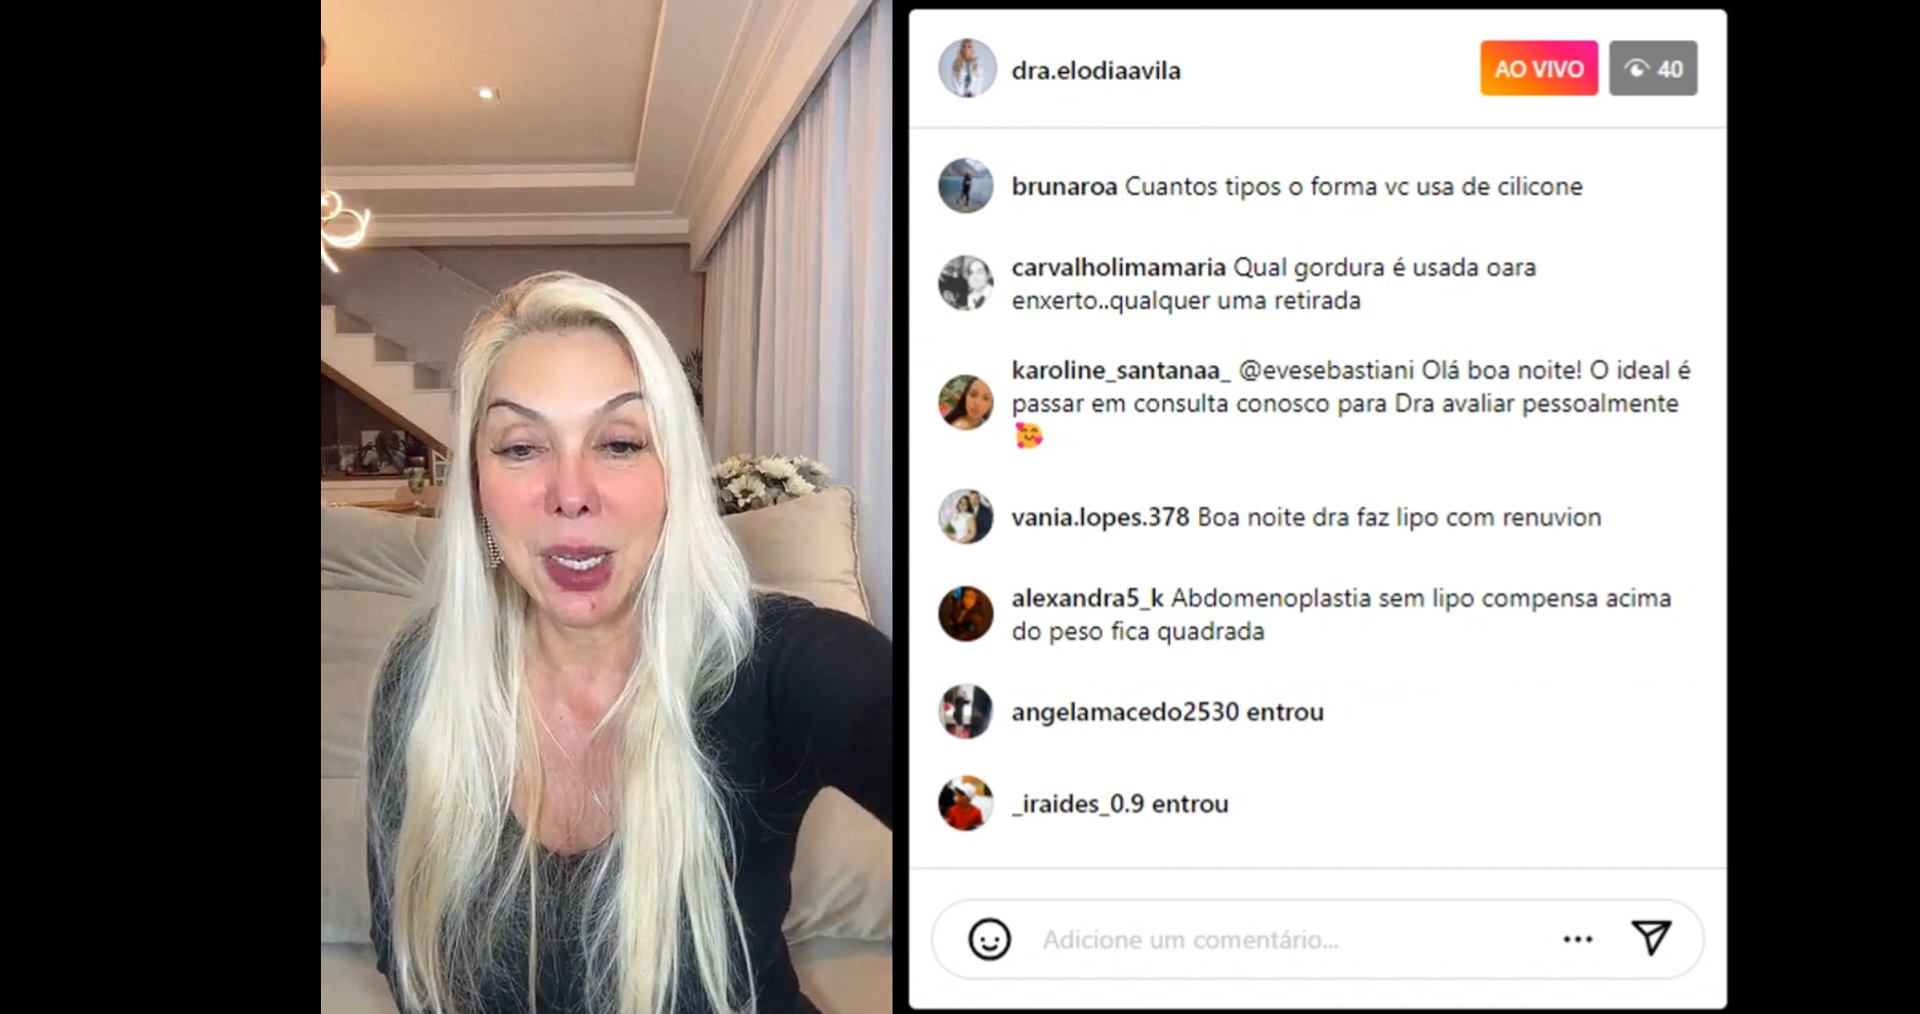 dra.elodiaavila
AO VIVO
40
brunaroa Cuantos tipos o forma vc usa de cilicone
carvalholimamaria Qual gordura é usada oara
enxerto..qualquer uma retirada
karoline_santanaa_ @evesebastiani Olá boa noite! O ideal é
passar em consulta conosco para Dra avaliar pessoalmente
🥰
vania.lopes.378 Boa noite dra faz lipo com renuvion
alexandra5_k Abdomenoplastia sem lipo compensa acima
do peso fica quadrada
angelamacedo2530 entrou
_iraides_0.9 entrou
Adicione um comentário...